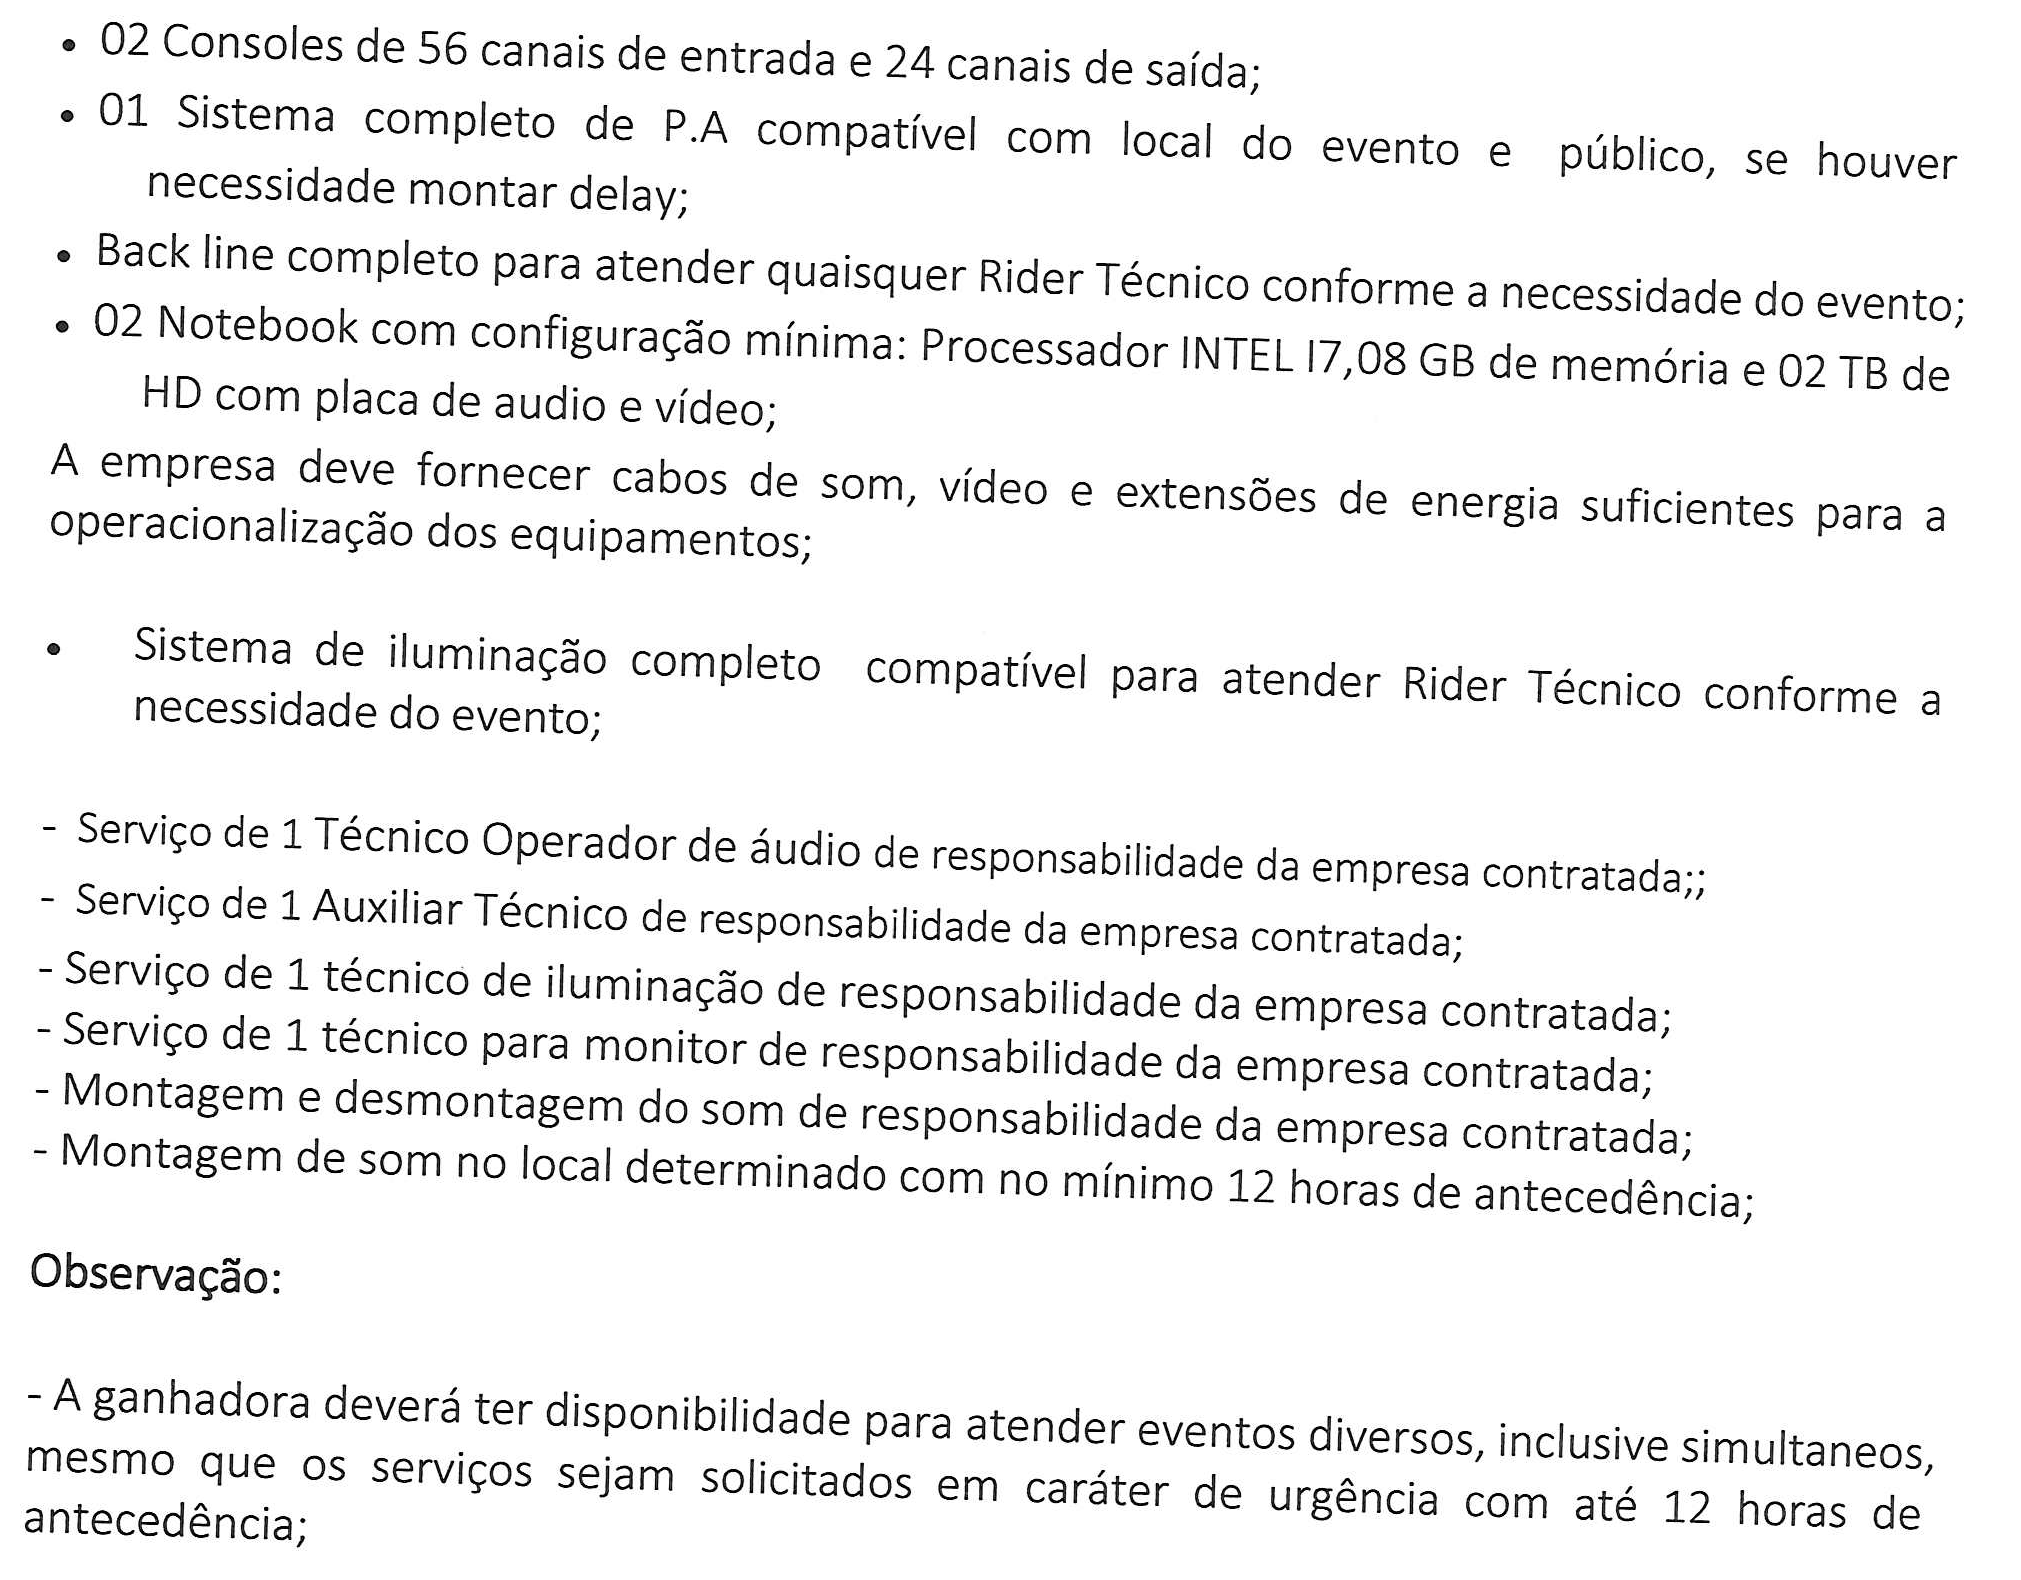 • 02 Consoles de 56 canais de entrada e 24 canais de saída;
• 01 Sistema completo de P.A compatível com local do evento e público, se houver
necessidade montar delay;
• Back line completo para atender quaisquer Rider Técnico conforme a necessidade do evento;
• 02 Notebook com configuração mínima: Processador INTEL I7,08 GB de memória e 02 TB de
HD com placa de audio e vídeo;
A empresa deve fornecer cabos de som, vídeo e extensões de energia suficientes para a
operacionalização dos equipamentos;
• Sistema de iluminação completo compatível para atender Rider Técnico conforme a
necessidade do evento;
- Serviço de 1 Técnico Operador de áudio de responsabilidade da empresa contratada;;
- Serviço de 1 Auxiliar Técnico de responsabilidade da empresa contratada;
- Serviço de 1 técnico de iluminação de responsabilidade da empresa contratada;
- Serviço de 1 técnico para monitor de responsabilidade da empresa contratada;
- Montagem e desmontagem do som de responsabilidade da empresa contratada;
- Montagem de som no local determinado com no mínimo 12 horas de antecedência;
Observação:
- A ganhadora deverá ter disponibilidade para atender eventos diversos, inclusive simultaneos,
mesmo que os serviços sejam solicitados em caráter de urgência com até 12 horas de
antecedência;